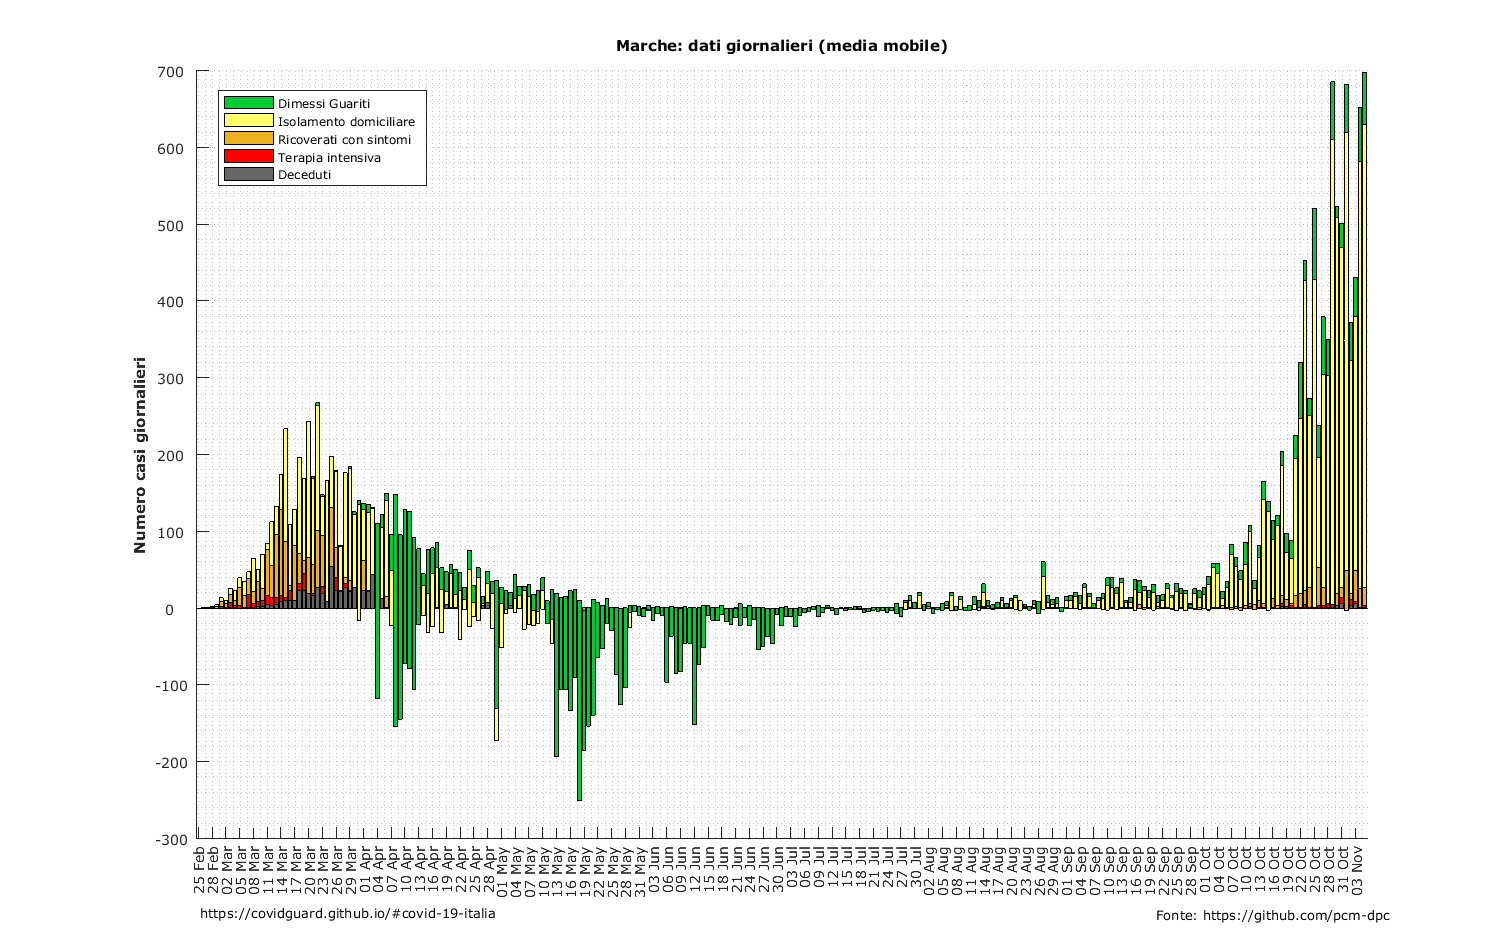 Marche: dati giornalieri (media mobile)
Numero casi giornalieri
700
600
500
400
300
200
100
0
-100
-200
-300
Dimessi Guariti
Isolamento domiciliare
Ricoverati con sintomi
Terapia intensiva
Deceduti
25 Feb
28 Feb
02 Mar
05 Mar
08 Mar
11 Mar
14 Mar
17 Mar
20 Mar
23 Mar
26 Mar
29 Mar
01 Apr
04 Apr
07 Apr
10 Apr
13 Apr
16 Apr
19 Apr
22 Apr
25 Apr
28 Apr
01 May
04 May
07 May
10 May
13 May
16 May
19 May
22 May
25 May
28 May
31 May
03 Jun
06 Jun
09 Jun
12 Jun
15 Jun
18 Jun
21 Jun
24 Jun
27 Jun
30 Jun
03 Jul
06 Jul
09 Jul
12 Jul
15 Jul
18 Jul
21 Jul
24 Jul
27 Jul
30 Jul
02 Aug
05 Aug
08 Aug
11 Aug
14 Aug
17 Aug
20 Aug
23 Aug
26 Aug
29 Aug
01 Sep
04 Sep
07 Sep
10 Sep
13 Sep
16 Sep
19 Sep
22 Sep
25 Sep
28 Sep
01 Oct
04 Oct
07 Oct
10 Oct
13 Oct
16 Oct
19 Oct
22 Oct
25 Oct
28 Oct
31 Oct
03 Nov
https://covidguard.github.io/#covid-19-italia
Fonte: https://github.com/pcm-dpc